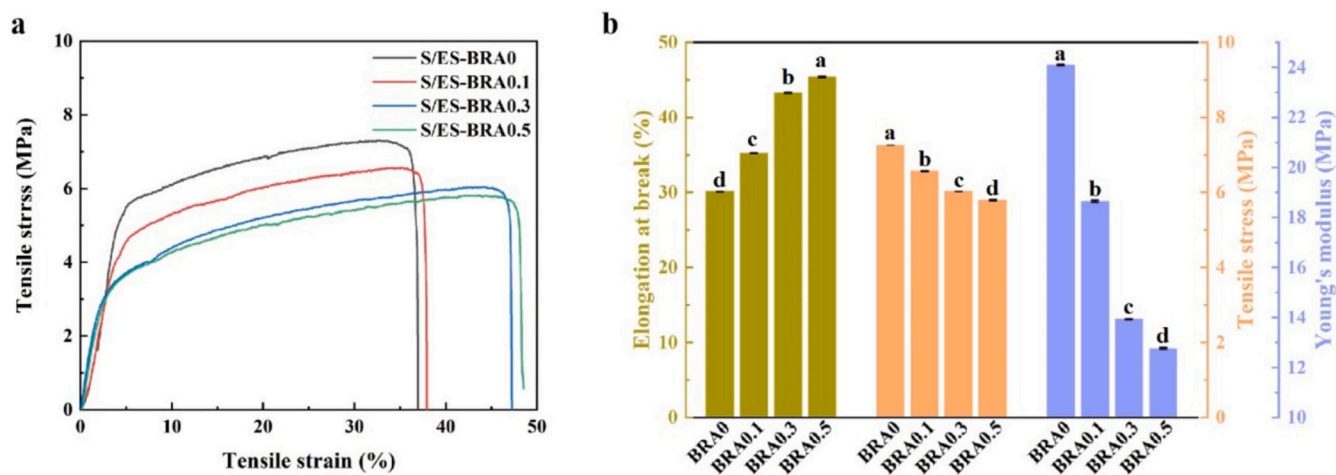 a
10
8
6
4
2
0
Tensile strrss (MPa)
S/ES-BRA0
S/ES-BRA0.1
S/ES-BRA0.3
S/ES-BRA0.5
0 10 20 30 40 50
Tensile strain (%)
b
50
40
30
20
10
0
Elongation at break (%)
d c b a
a b c d
a b c d
BRA0 BRA0.1 BRA0.3 BRA0.5
BRA0 BRA0.1 BRA0.3 BRA0.5
BRA0 BRA0.1 BRA0.3 BRA0.5
10
8
6
4
2
0
Tensile stress (MPa)
24
22
20
18
16
14
12
10
Young's modulus (MPa)